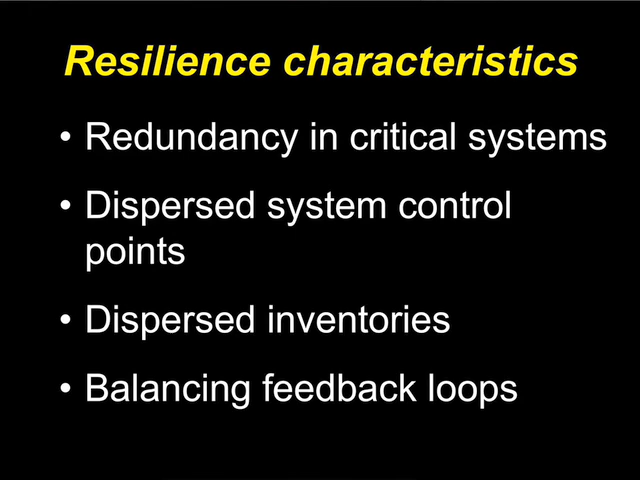 Resilience characteristics
• Redundancy in critical systems
• Dispersed system control
points
• Dispersed inventories
• Balancing feedback loops